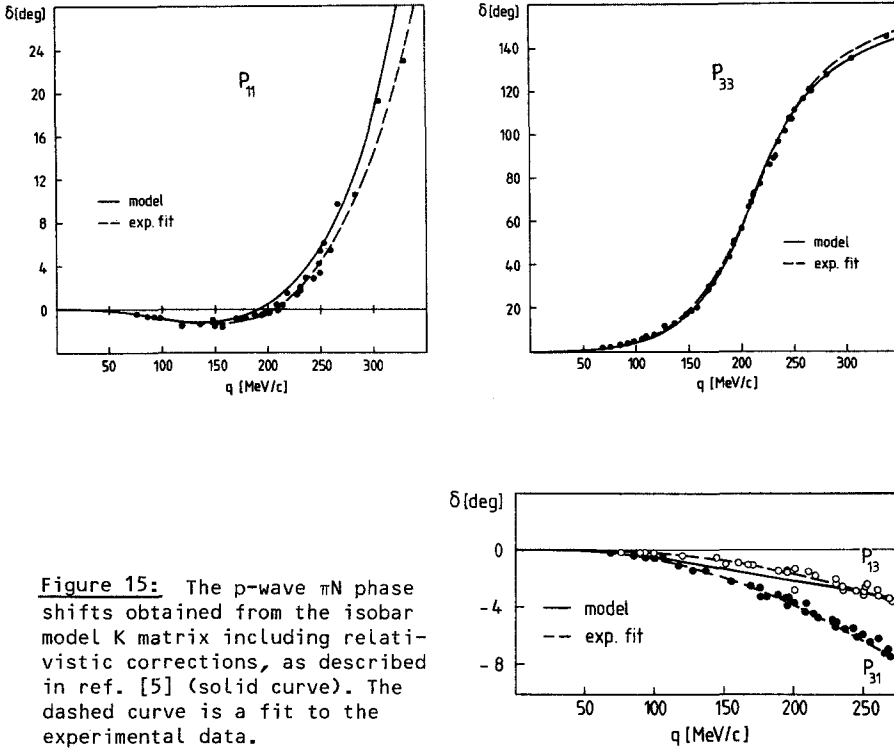 δ[deg]
24
20
16
12
8
4
0
P11
model
exp. fit
50 100 150 200 250 300
q [MeV/c]
δ[deg]
140
120
100
80
60
40
20
P33
model
exp. fit
50 100 150 200 250 300
q [MeV/c]
δ[deg]
0
-4
-8
P13
P31
model
exp. fit
50 100 150 200 250
q [MeV/c]
Figure 15: The p-wave πN phase
shifts obtained from the isobar
model K matrix including relati-
vistic corrections, as described
in ref. [5] (solid curve). The
dashed curve is a fit to the
experimental data.